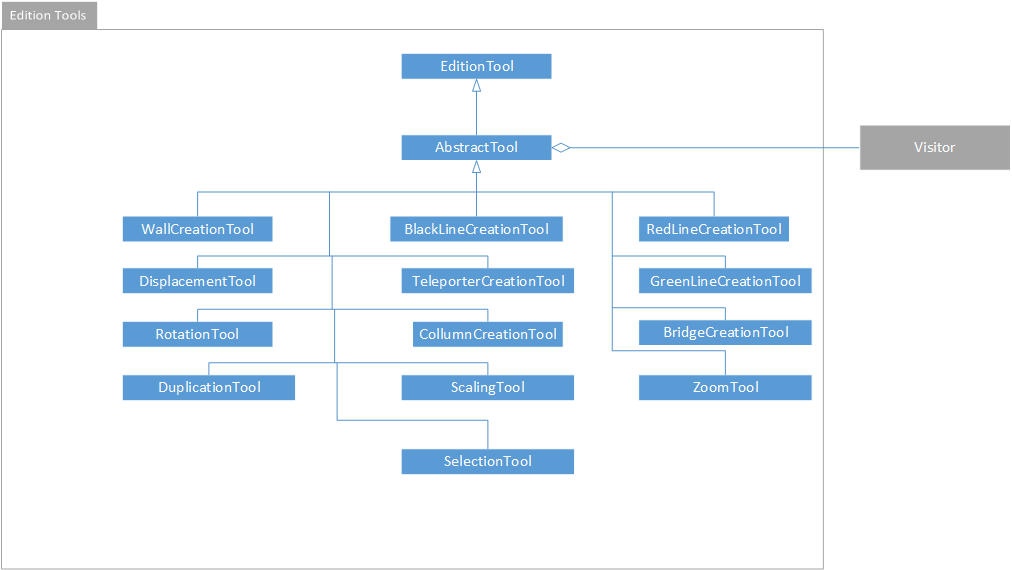 Edition Tools
EditionTool
AbstractTool
Visitor
WallCreationTool
BlackLineCreationTool
RedLineCreationTool
DisplacementTool
TeleporterCreationTool
GreenLineCreationTool
RotationTool
CollumnCreationTool
BridgeCreationTool
DuplicationTool
ScalingTool
ZoomTool
SelectionTool